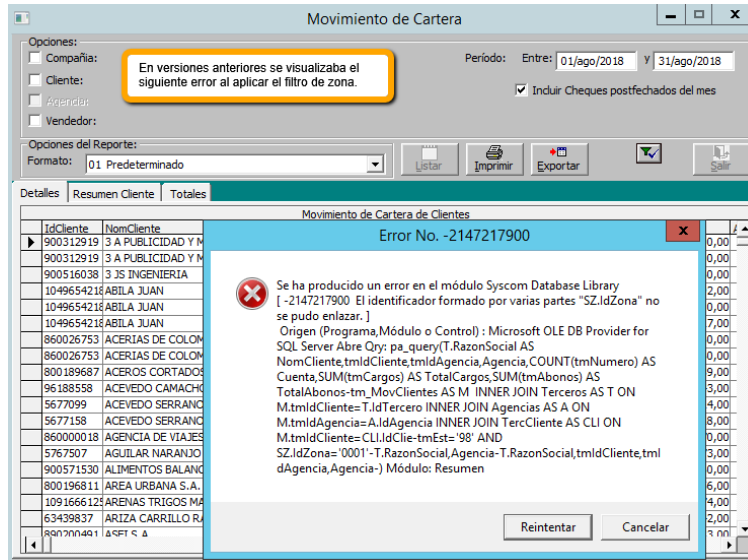 Movimiento de Cartera
Opciones:
Compañia:
Cliente:
Agencia:
Vendedor:
En versiones anteriores se visualizaba el
siguiente error al aplicar el filtro de zona.
Período: Entre: 01/ago/2018 y 31/ago/2018
Incluir Cheques postfechados del mes
Opciones del Reporte:
Formato: 01 Predeterminado
Listar Imprimir Exportar Salir
Detalles Resumen Cliente Totales
Movimiento de Cartera de Clientes
IdCliente NomCliente
900312919 3 A PUBLICIDAD Y M
900312919 3 A PUBLICIDAD Y M
900516038 3 JS INGENIERIA
1049654218 ABILA JUAN
1049654218 ABILA JUAN
1049654218 ABILA JUAN
860026753 ACERIAS DE COLOM
860026753 ACERIAS DE COLOM
800189687 ACEROS CORTADOS
96188558 ACEVEDO CAMACHO
5677099 ACEVEDO SERRANO
5677158 ACEVEDO SERRANO
860000018 AGENCIA DE VIAJES
5767507 AGUILAR NARANJO
900571530 ALIMENTOS BALANC
800196811 AREA URBANA S.A.
1091666125 ARENAS TRIGOS MA
63439837 ARIZA CARRILLO RA
890200491 ASEI S A
Error No. -2147217900
Se ha producido un error en el módulo Syscom Database Library
[ -2147217900 El identificador formado por varias partes "SZ.IdZona" no
se pudo enlazar. ]
Origen (Programa,Módulo o Control) : Microsoft OLE DB Provider for
SQL Server Abre Qry: pa_query(T.RazonSocial AS
NomCliente,tmIdCliente,tmIdAgencia,Agencia,COUNT(tmNumero) AS
Cuenta,SUM(tmCargos) AS TotalCargos,SUM(tmAbonos) AS
TotalAbonos-tm_MovClientes AS M INNER JOIN Terceros AS T ON
M.tmIdCliente=T.IdTercero INNER JOIN Agencias AS A ON
M.tmIdAgencia=A.IdAgencia INNER JOIN TercCliente AS CLI ON
M.tmIdCliente=CLI.IdClie-tmEst='98' AND
SZ.IdZona='0001'-T.RazonSocial,Agencia-T.RazonSocial,tmIdCliente,tmI
dAgencia,Agencia-) Módulo: Resumen
Reintentar Cancelar